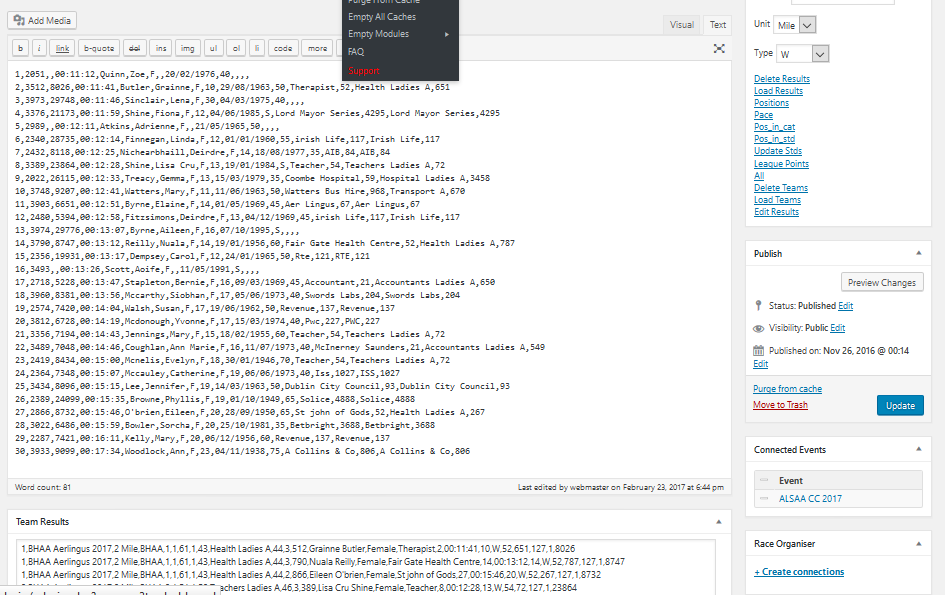 Purge From Cache
Empty All Caches
Empty Modules
FAQ
Support
Add Media
Visual
Text
b
i
link
b-quote
del
ins
img
ul
ol
li
code
more
1,2051,,00:11:12,Quinn,Zoe,F,,20/02/1976,40,,,,
2,3512,8026,00:11:41,Butler,Grainne,F,10,29/08/1963,50,Therapist,52,Health Ladies A,651
3,3973,29748,00:11:46,Sinclair,Lena,F,30,04/03/1975,40,,,,
4,3376,21173,00:11:59,Shine,Fiona,F,12,04/06/1985,S,Lord Mayor Series,4295,Lord Mayor Series,4295
5,2989,,00:12:11,Atkins,Adrienne,F,,21/05/1965,50,,,,
6,2340,28735,00:12:14,Finnegan,Linda,F,12,01/01/1960,55,irish Life,117,Irish Life,117
7,2432,8118,00:12:25,Nichearbhaill,Deirdre,F,14,18/08/1977,35,AIB,84,AIB,84
8,3389,23864,00:12:28,Shine,Lisa Cru,F,13,19/01/1984,S,Teacher,54,Teachers Ladies A,72
9,2022,26115,00:12:33,Treacy,Gemma,F,13,15/03/1979,35,Coombe Hospital,59,Hospital Ladies A,3458
10,3748,9207,00:12:41,Watters,Mary,F,11,11/06/1963,50,Watters Bus Hire,968,Transport A,670
11,3903,6651,00:12:51,Byrne,Elaine,F,14,01/05/1969,45,Aer Lingus,67,Aer Lingus,67
12,2480,5394,00:12:58,Fitzsimons,Deirdre,F,13,04/12/1969,45,irish Life,117,Irish Life,117
13,3974,29776,00:13:07,Byrne,Aileen,F,16,07/10/1995,S,,,,
14,3790,8747,00:13:12,Reilly,Nuala,F,14,19/01/1956,60,Fair Gate Health Centre,52,Health Ladies A,787
15,2356,19931,00:13:17,Dempsey,Carol,F,12,24/01/1965,50,Rte,121,RTE,121
16,3493,,00:13:26,Scott,Aoife,F,,11/05/1991,S,,,,
17,2718,5228,00:13:47,Stapleton,Bernie,F,16,09/03/1969,45,Accountant,21,Accountants Ladies A,650
18,3960,8381,00:13:56,Mccarthy,Siobhan,F,17,05/06/1973,40,Swords Labs,204,Swords Labs,204
19,2574,7420,00:14:04,Walsh,Susan,F,17,19/06/1962,50,Revenue,137,Revenue,137
20,3812,6728,00:14:19,Mcdonough,Yvonne,F,17,15/03/1974,40,Pwc,227,PWC,227
21,3356,7194,00:14:43,Jennings,Mary,F,15,18/02/1955,60,Teacher,54,Teachers Ladies A,72
22,3489,7048,00:14:46,Coughlan,Ann Marie,F,16,11/07/1973,40,McInerney Saunders,21,Accountants Ladies A,549
23,2419,8434,00:15:00,Mcnelis,Evelyn,F,18,30/01/1946,70,Teacher,54,Teachers Ladies A,72
24,2364,7348,00:15:07,Mccauley,Catherine,F,19,06/06/1973,40,Iss,1027,ISS,1027
25,3434,8096,00:15:15,Lee,Jennifer,F,19,14/03/1963,50,Dublin City Council,93,Dublin City Council,93
26,2389,24099,00:15:35,Browne,Phyllis,F,19,01/10/1949,65,Solice,4888,Solice,4888
27,2866,8732,00:15:46,O'brien,Eileen,F,20,28/09/1950,65,St john of Gods,52,Health Ladies A,267
28,3022,6486,00:15:59,Bowler,Sorcha,F,20,25/10/1981,35,Betbright,3688,Betbright,3688
29,2287,7421,00:16:11,Kelly,Mary,F,20,06/12/1956,60,Revenue,137,Revenue,137
30,3933,9099,00:17:34,Woodlock,Ann,F,23,04/11/1938,75,A Collins & Co,806,A Collins & Co,806
Word count: 81
Last edited by webmaster on February 23, 2017 at 6:44 pm
Team Results
1,BHAA Aerlingus 2017,2 Mile,BHAA,1,1,61,1,43,Health Ladies A,44,3,512,Grainne Butler,Female,Therapist,2,00:11:41,10,W,52,651,127,1,8026
1,BHAA Aerlingus 2017,2 Mile,BHAA,1,1,61,1,43,Health Ladies A,44,3,790,Nuala Reilly,Female,Fair Gate Health Centre,14,00:13:12,14,W,52,787,127,1,8747
1,BHAA Aerlingus 2017,2 Mile,BHAA,1,1,61,1,43,Health Ladies A,44,2,866,Eileen O'brien,Female,St john of Gods,27,00:15:46,20,W,52,267,127,1,8732
achers Ladies A,46,3,389,Lisa Cru Shine,Female,Teacher,8,00:12:28,13,W,54,72,127,1,23864
Unit
Mile
Type
W
Delete Results
Load Results
Positions
Pace
Pos_in_cat
Pos_in_std
Update Stds
League Points
All
Delete Teams
Load Teams
Edit Results
Publish
Preview Changes
Status: Published Edit
Visibility: Public Edit
Published on: Nov 26, 2016 @ 00:14
Edit
Purge from cache
Move to Trash
Update
Connected Events
Event
ALSAA CC 2017
Race Organiser
+ Create connections